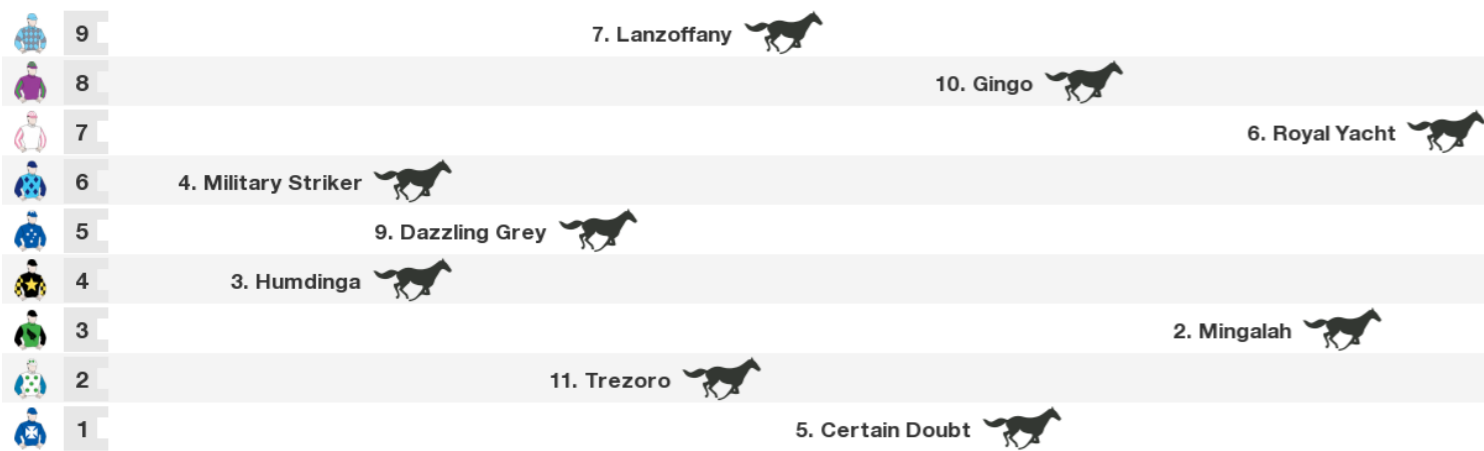 9 7. Lanzoffany
8 10. Gingo
7 6. Royal Yacht
6 4. Military Striker
5 9. Dazzling Grey
4 3. Humdinga
3 2. Mingalah
2 11. Trezoro
1 5. Certain Doubt